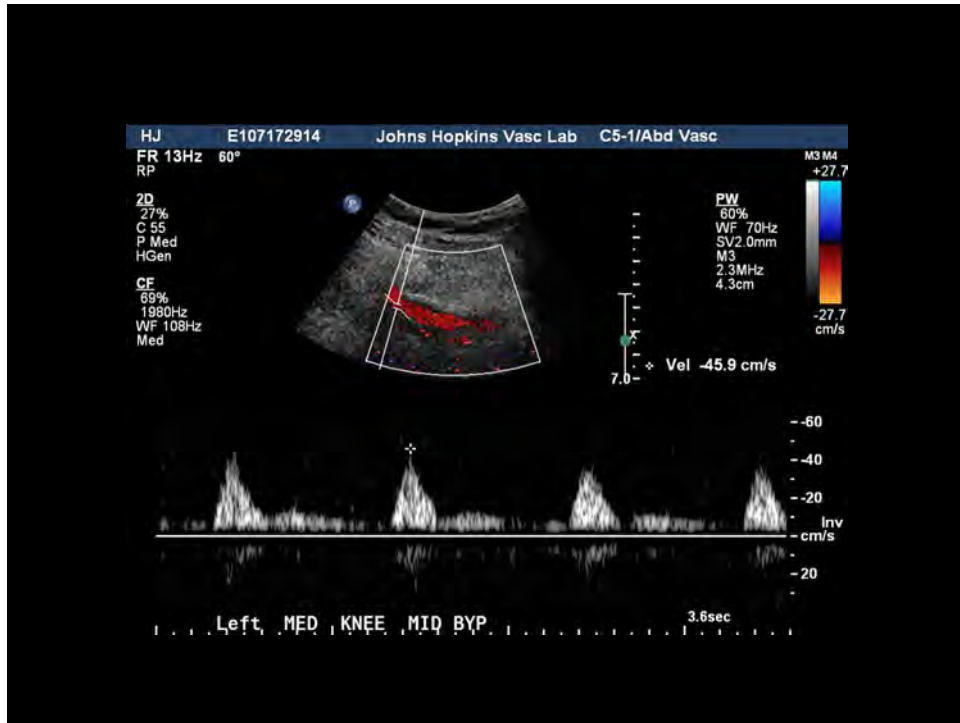 HJ E107172914 Johns Hopkins Vasc Lab C5-1/Abd Vasc
FR 13Hz 60°
RP
2D
27%
C 55
P Med
HGen
CF
69%
1980Hz
WF 108Hz
Med
P
M3 M4
+27.7
-27.7
cm/s
PW
60%
WF 70Hz
SV2.0mm
M3
2.3MHz
4.3cm
7.0
Vel -45.9 cm/s
-60
-40
-20
Inv
cm/s
20
3.6sec
Left MED KNEE MID BYP